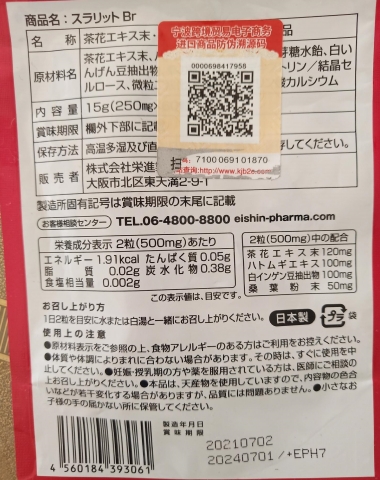 商品名：スラリット Br
名 称 茶花エキス末・
宁波跨境贸易电子商务
进口商品防伪溯源码
0000698417958
原材料名 茶花エキス末、
麦芽糖水飴、白い
んげん豆抽出物
トリン／結晶セ
ルロース、微粒二
酸カルシウム
内 容 量 15g(250mg×
賞味期限 欄外下部に記載
保存方法 高温多湿及び直
存してください。
7100 0691 01870
查询:http://www.kjb2e.com
販 売 者 株式会社栄進
大阪市北区東天満2-9-1
製造所固有記号は賞味期限の末尾に記載
お客様相談センター TEL.06-4800-8800 eishin-pharma.com
栄養成分表示 2粒(500mg)あたり
エネルギー 1.91kcal たんぱく質 0.05g
脂 質 0.02g 炭水化物 0.38g
食塩相当量 0.002g
この表示値は、目安です。
2粒(500mg)中の配合
茶花エキス末 120mg
ハトムギエキス末 100mg
白インゲン豆抽出物 100mg
桑 葉 粉 末 50mg
お召し上がり方
1日2粒を目安に水または白湯と一緒にお召し上がりください。
日本製
プラ 袋
使用上の注意
●原材料表示をご参照の上、食物アレルギーのある方はご利用をお控えください。
●体質や体調によりまれに合わない場合があります。その時は、すぐに使用を中
止してください。●妊娠・授乳期の方や薬を服用されている方は、医師にご相談の
上お召し上がりください。●本品は、天産物を使用していますので、内容物の色合
いなどが若干変化する場合がありますが、品質には問題ありません。●小さなお
子様の手の届かない所に保管してください。
製造年月日
賞味期限
20210702
20240701 /+EPH7
4 560184 393061